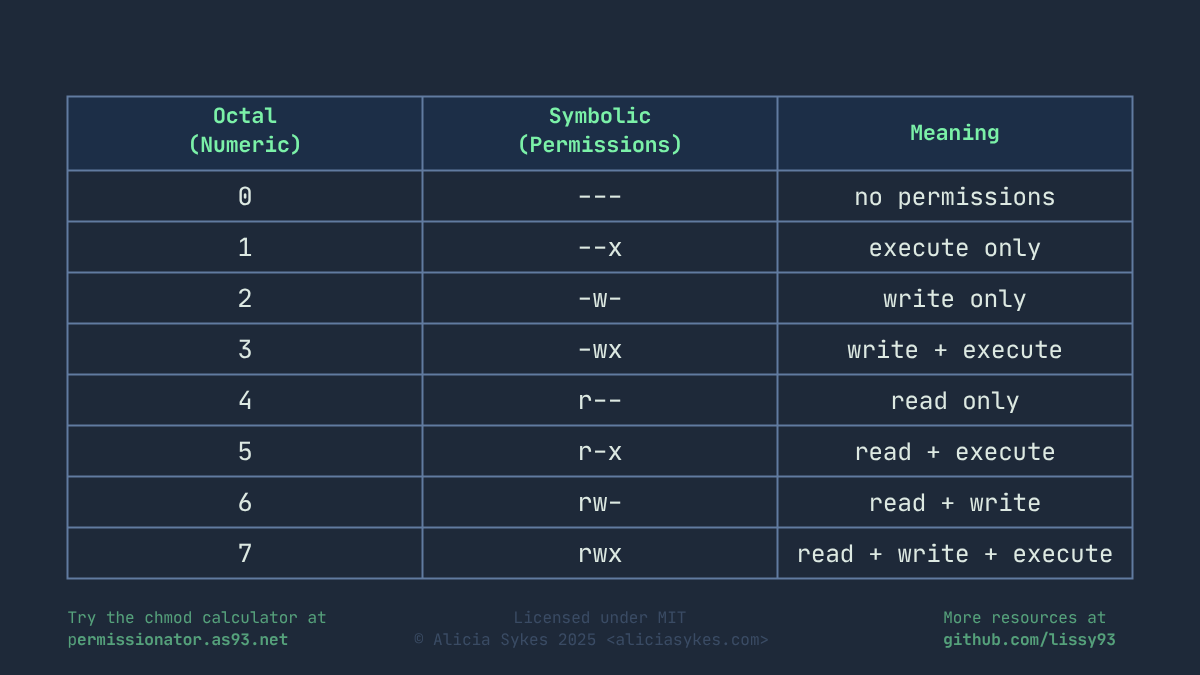 Octal
(Numeric)
Symbolic
(Permissions)
Meaning
0 --- no permissions
1 --x execute only
2 -w- write only
3 -wx write + execute
4 r-- read only
5 r-x read + execute
6 rw- read + write
7 rwx read + write + execute
Try the chmod calculator at
permissionator.as93.net
Licensed under MIT
© Alicia Sykes 2025 <aliciasykes.com>
More resources at
github.com/lissy93